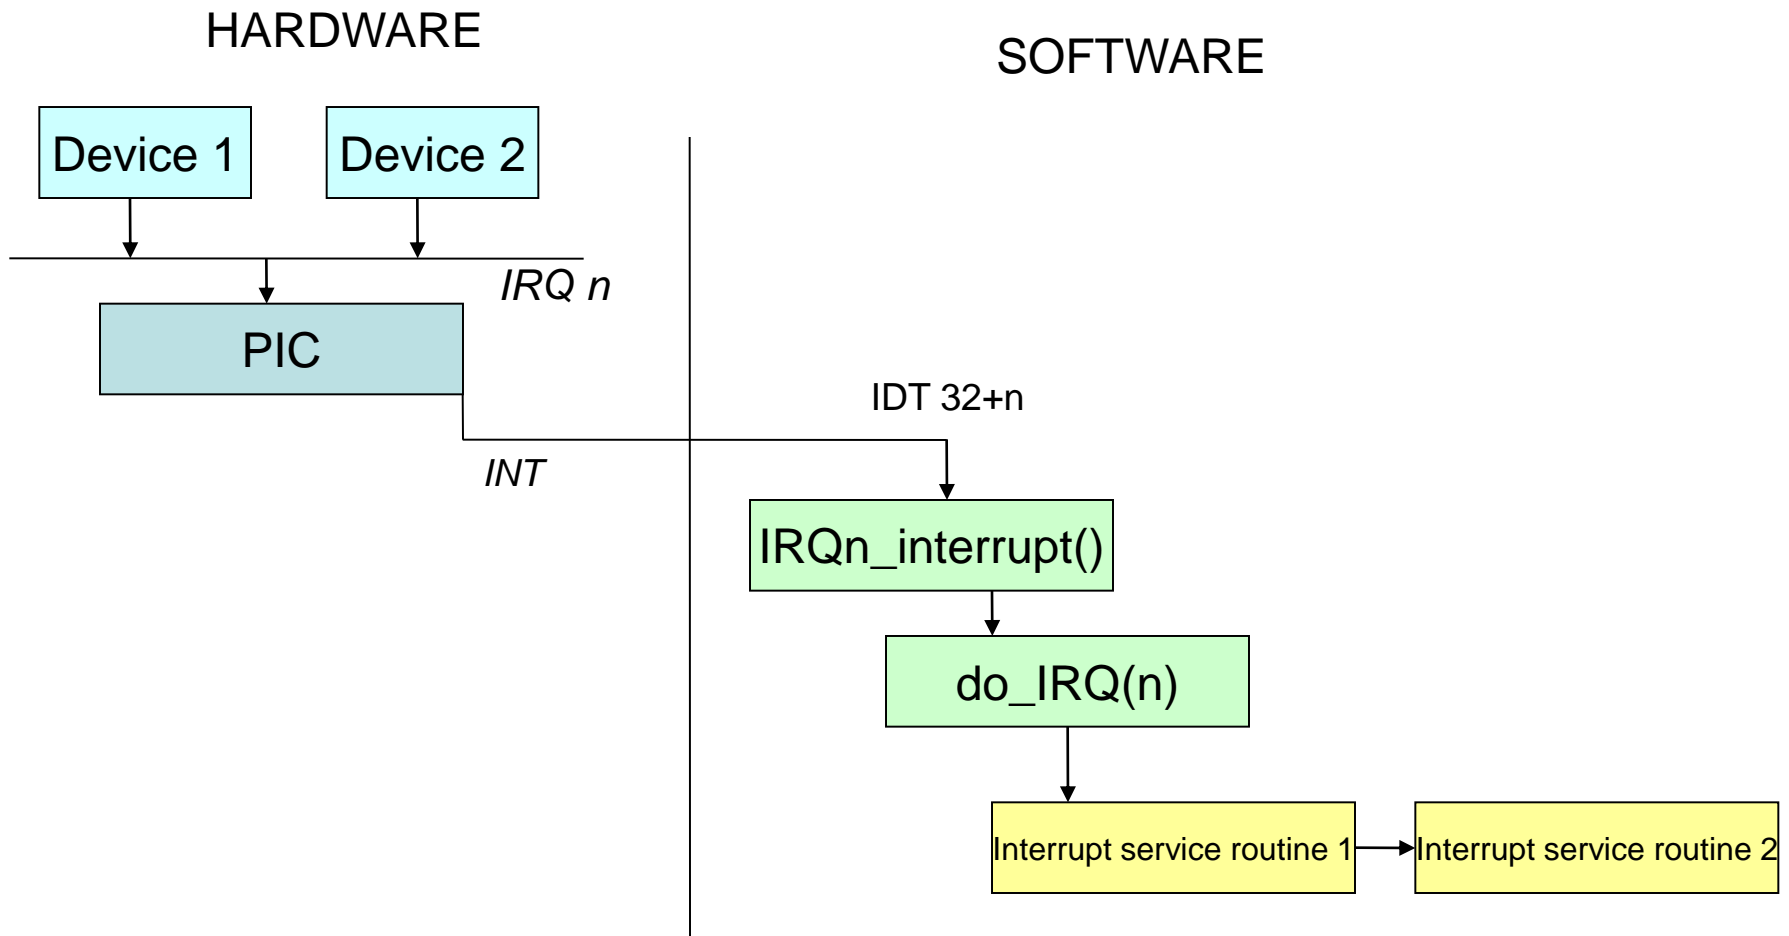 HARDWARE
SOFTWARE
Device 1
Device 2
IRQ n
PIC
IDT 32+n
INT
IRQn_interrupt()
do_IRQ(n)
Interrupt service routine 1
Interrupt service routine 2